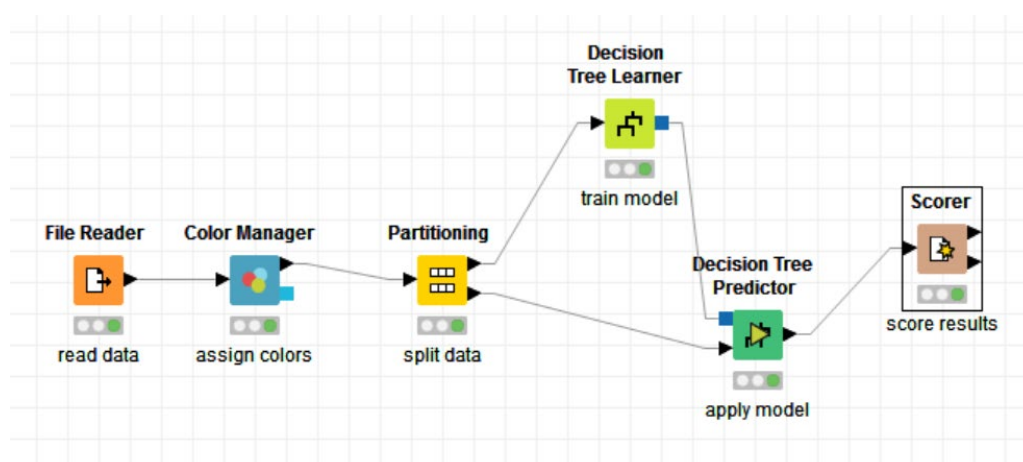 Decision
Tree Learner
train model
File Reader
read data
Color Manager
assign colors
Partitioning
split data
Decision Tree
Predictor
apply model
Scorer
score results